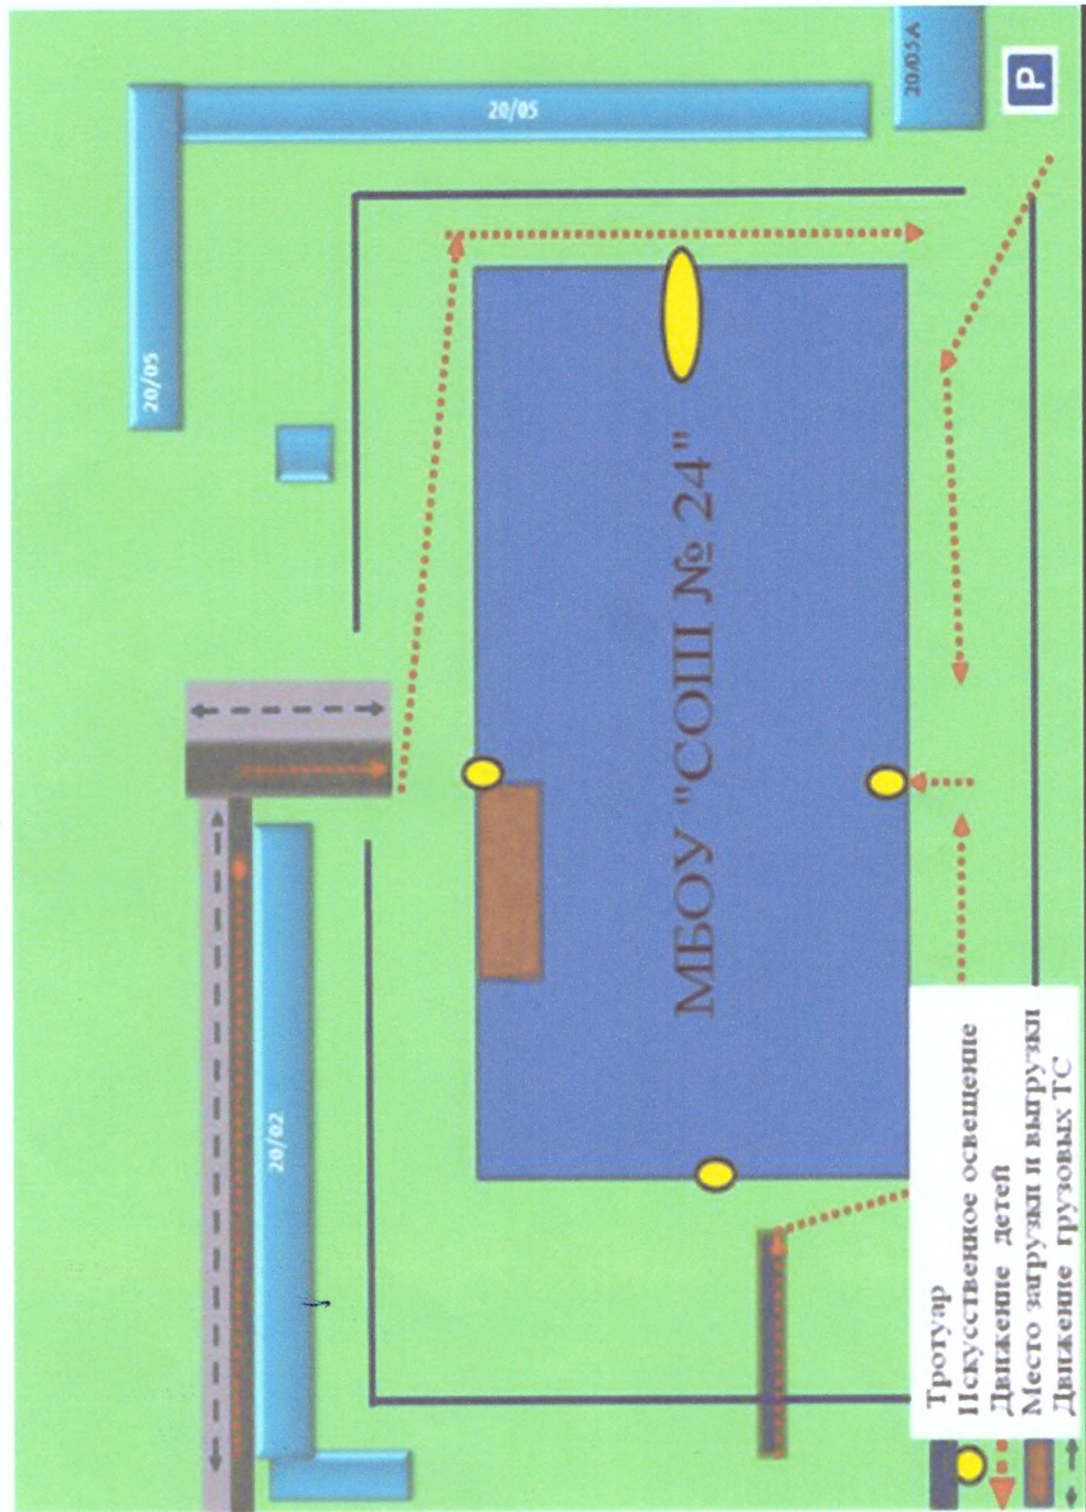 20/05
20/05
20/05А
P
20/02
МБОУ "СОШ № 24"
Тротуар
Искусственное освещение
Движение детей
Место загрузки и выгрузки
Движение грузовых ТС